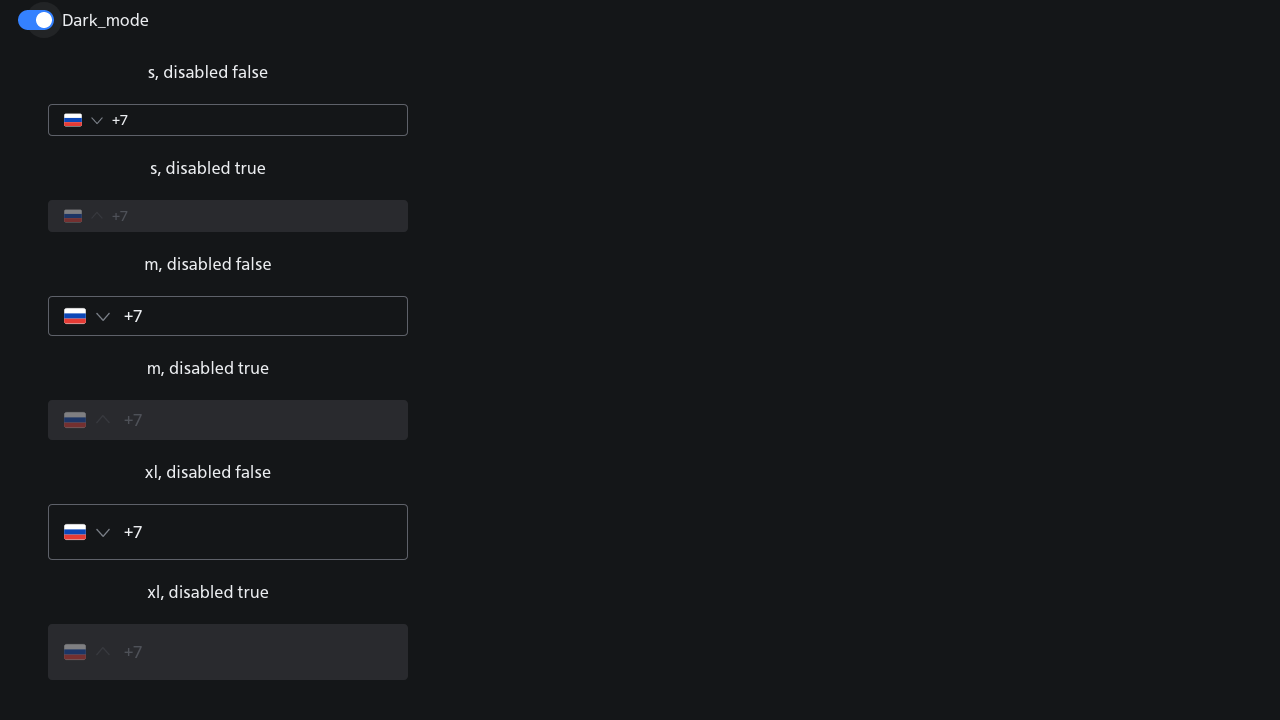 Dark_mode
s, disabled false
+7
s, disabled true
+7
m, disabled false
+7
m, disabled true
+7
xl, disabled false
+7
xl, disabled true
+7